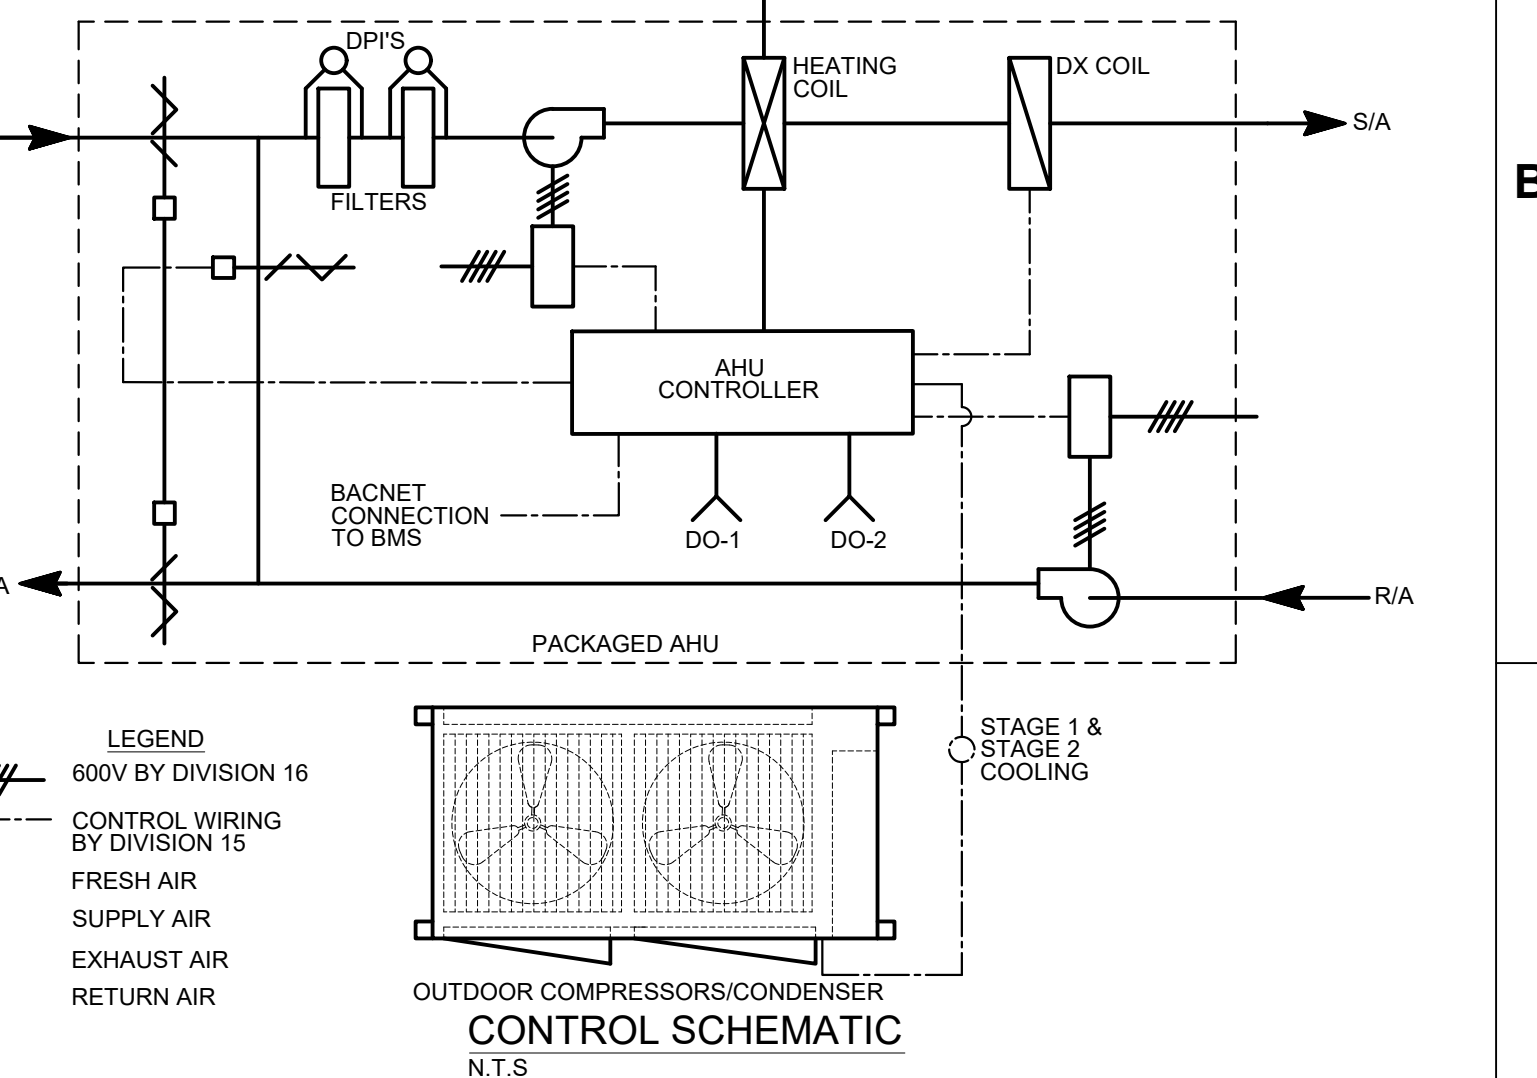 DPI'S
HEATING
COIL
DX COIL
S/A
B
FILTERS
AHU
CONTROLLER
BACNET
CONNECTION
TO BMS
DO-1
DO-2
A
R/A
PACKAGED AHU
LEGEND
600V BY DIVISION 16
CONTROL WIRING
BY DIVISION 15
FRESH AIR
SUPPLY AIR
EXHAUST AIR
RETURN AIR
STAGE 1 &
STAGE 2
COOLING
OUTDOOR COMPRESSORS/CONDENSER
CONTROL SCHEMATIC
N.T.S